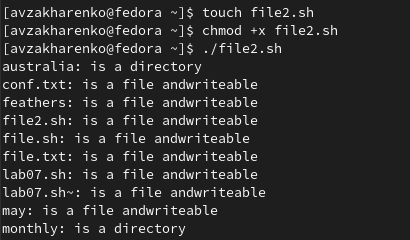 [avzakharenko@fedora ~]$ touch file2.sh
[avzakharenko@fedora ~]$ chmod +x file2.sh
[avzakharenko@fedora ~]$ ./file2.sh
australia: is a directory
conf.txt: is a file andwriteable
feathers: is a file andwriteable
file2.sh: is a file andwriteable
file.sh: is a file andwriteable
file.txt: is a file andwriteable
lab07.sh: is a file andwriteable
lab07.sh~: is a file andwriteable
may: is a file andwriteable
monthly: is a directory